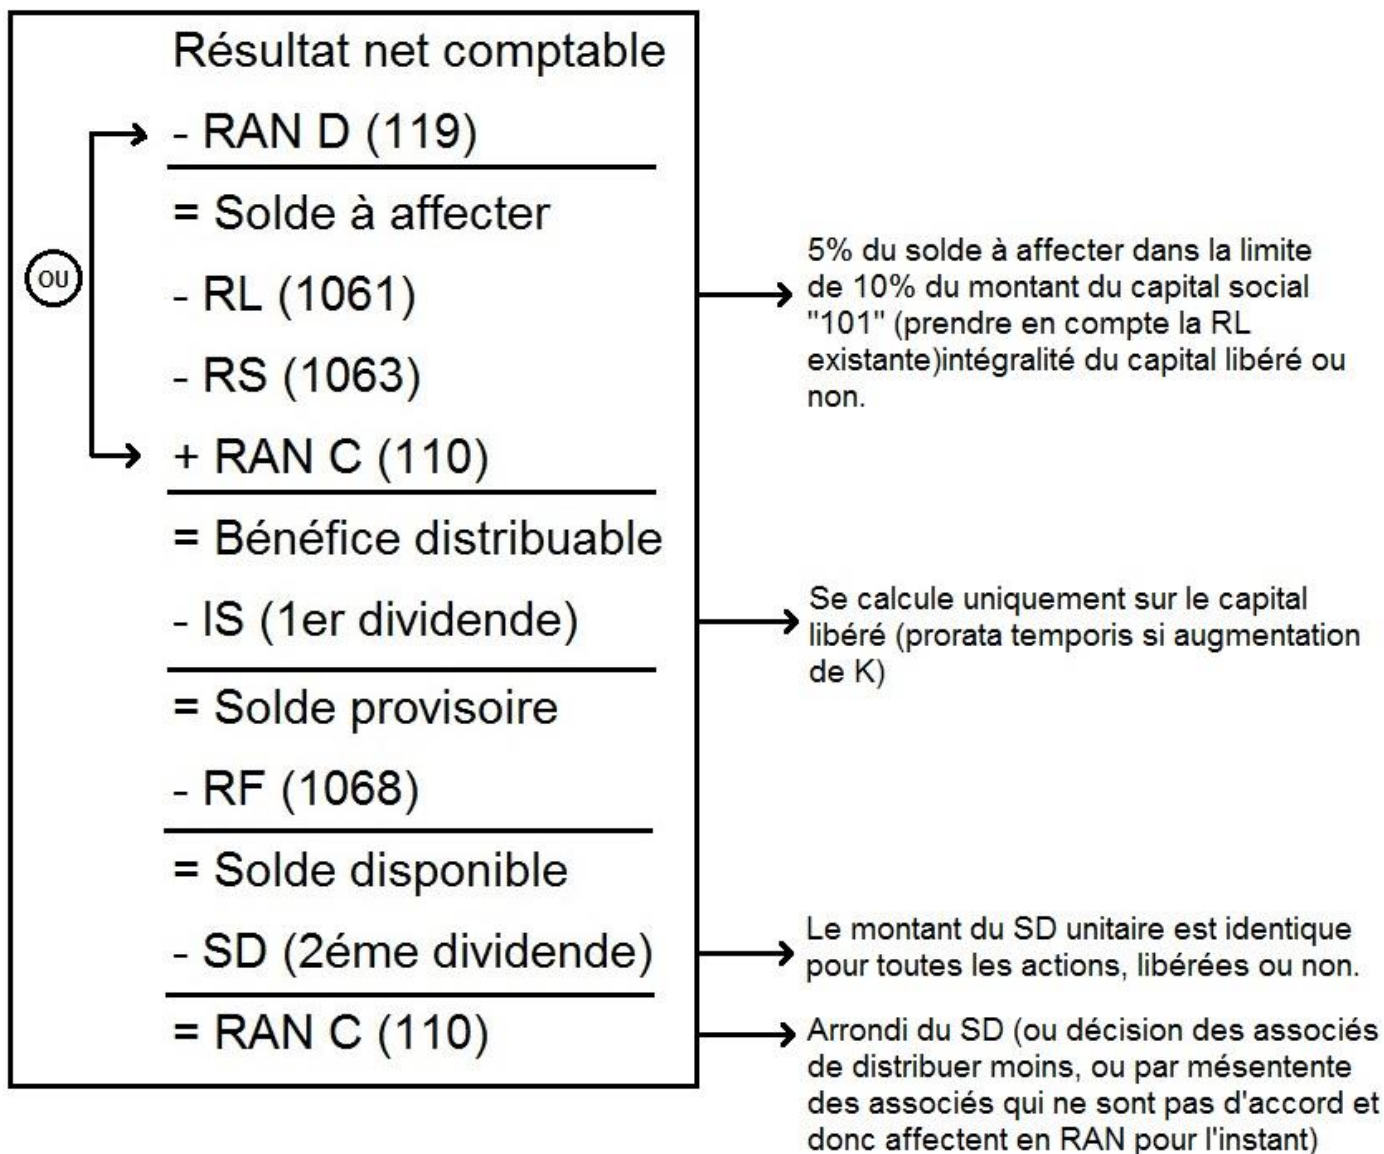 Résultat net comptable
- RAN D (119)
= Solde à affecter
OU
- RL (1061)
5% du solde à affecter dans la limite
de 10% du montant du capital social
"101" (prendre en compte la RL
existante)intégralité du capital libéré ou
non.
- RS (1063)
+ RAN C (110)
= Bénéfice distribuable
- IS (1er dividende)
Se calcule uniquement sur le capital
libéré (prorata temporis si augmentation
de K)
= Solde provisoire
- RF (1068)
= Solde disponible
- SD (2éme dividende)
Le montant du SD unitaire est identique
pour toutes les actions, libérées ou non.
= RAN C (110)
Arrondi du SD (ou décision des associés
de distribuer moins, ou par mésentente
des associés qui ne sont pas d'accord et
donc affectent en RAN pour l'instant)